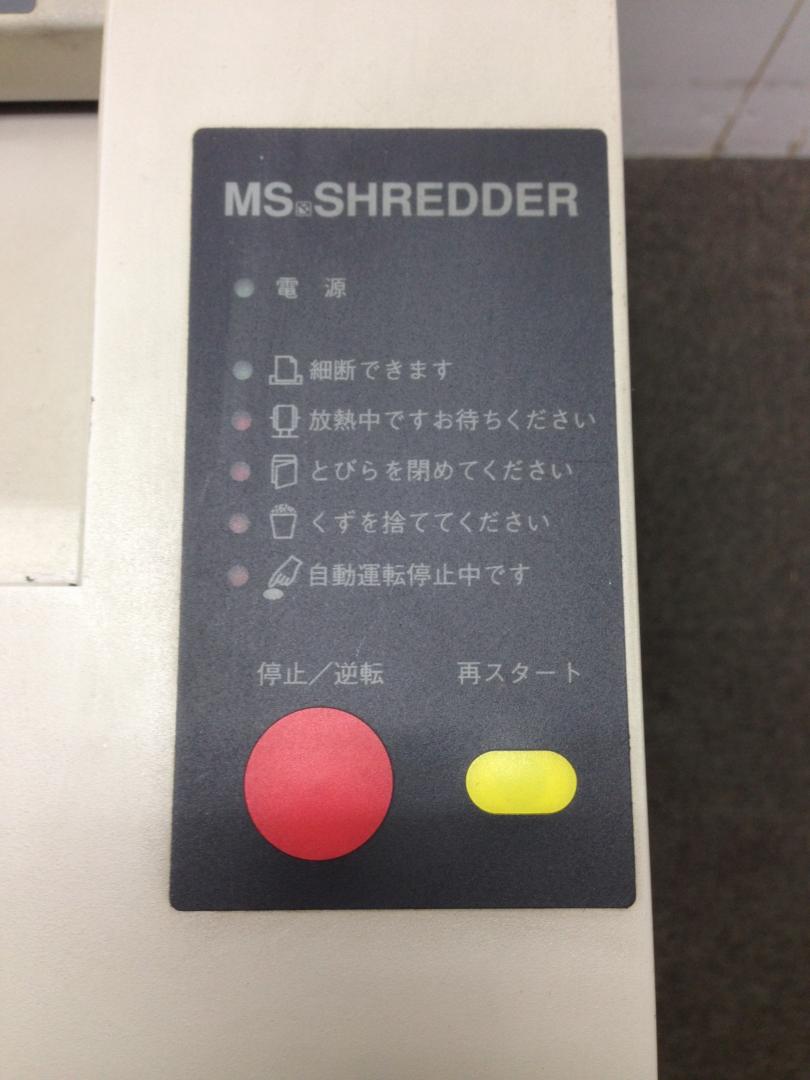 MS SHREDDER
電 源
細断できます
放熱中ですお待ちください
とびらを閉めてください
くずを捨ててください
自動運転停止中です
停止／逆転 再スタート